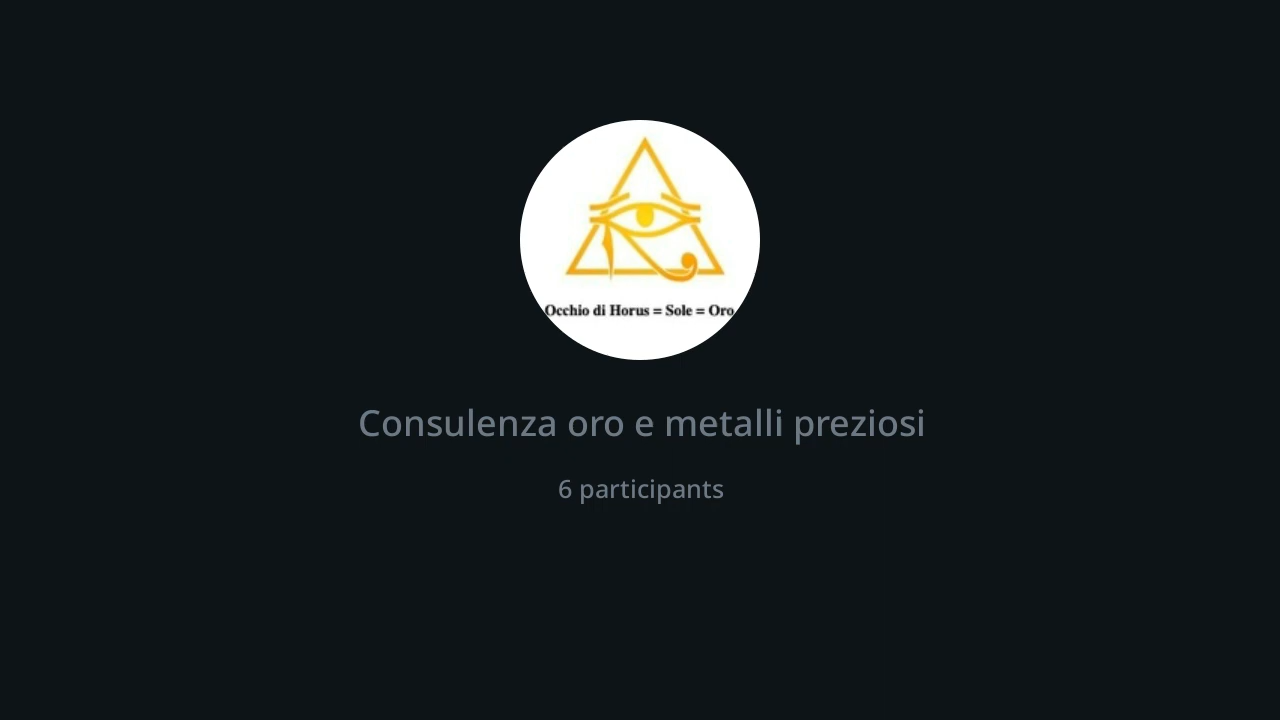 Occhio di Horus = Sole = Oro
Consulenza oro e metalli preziosi
6 participants